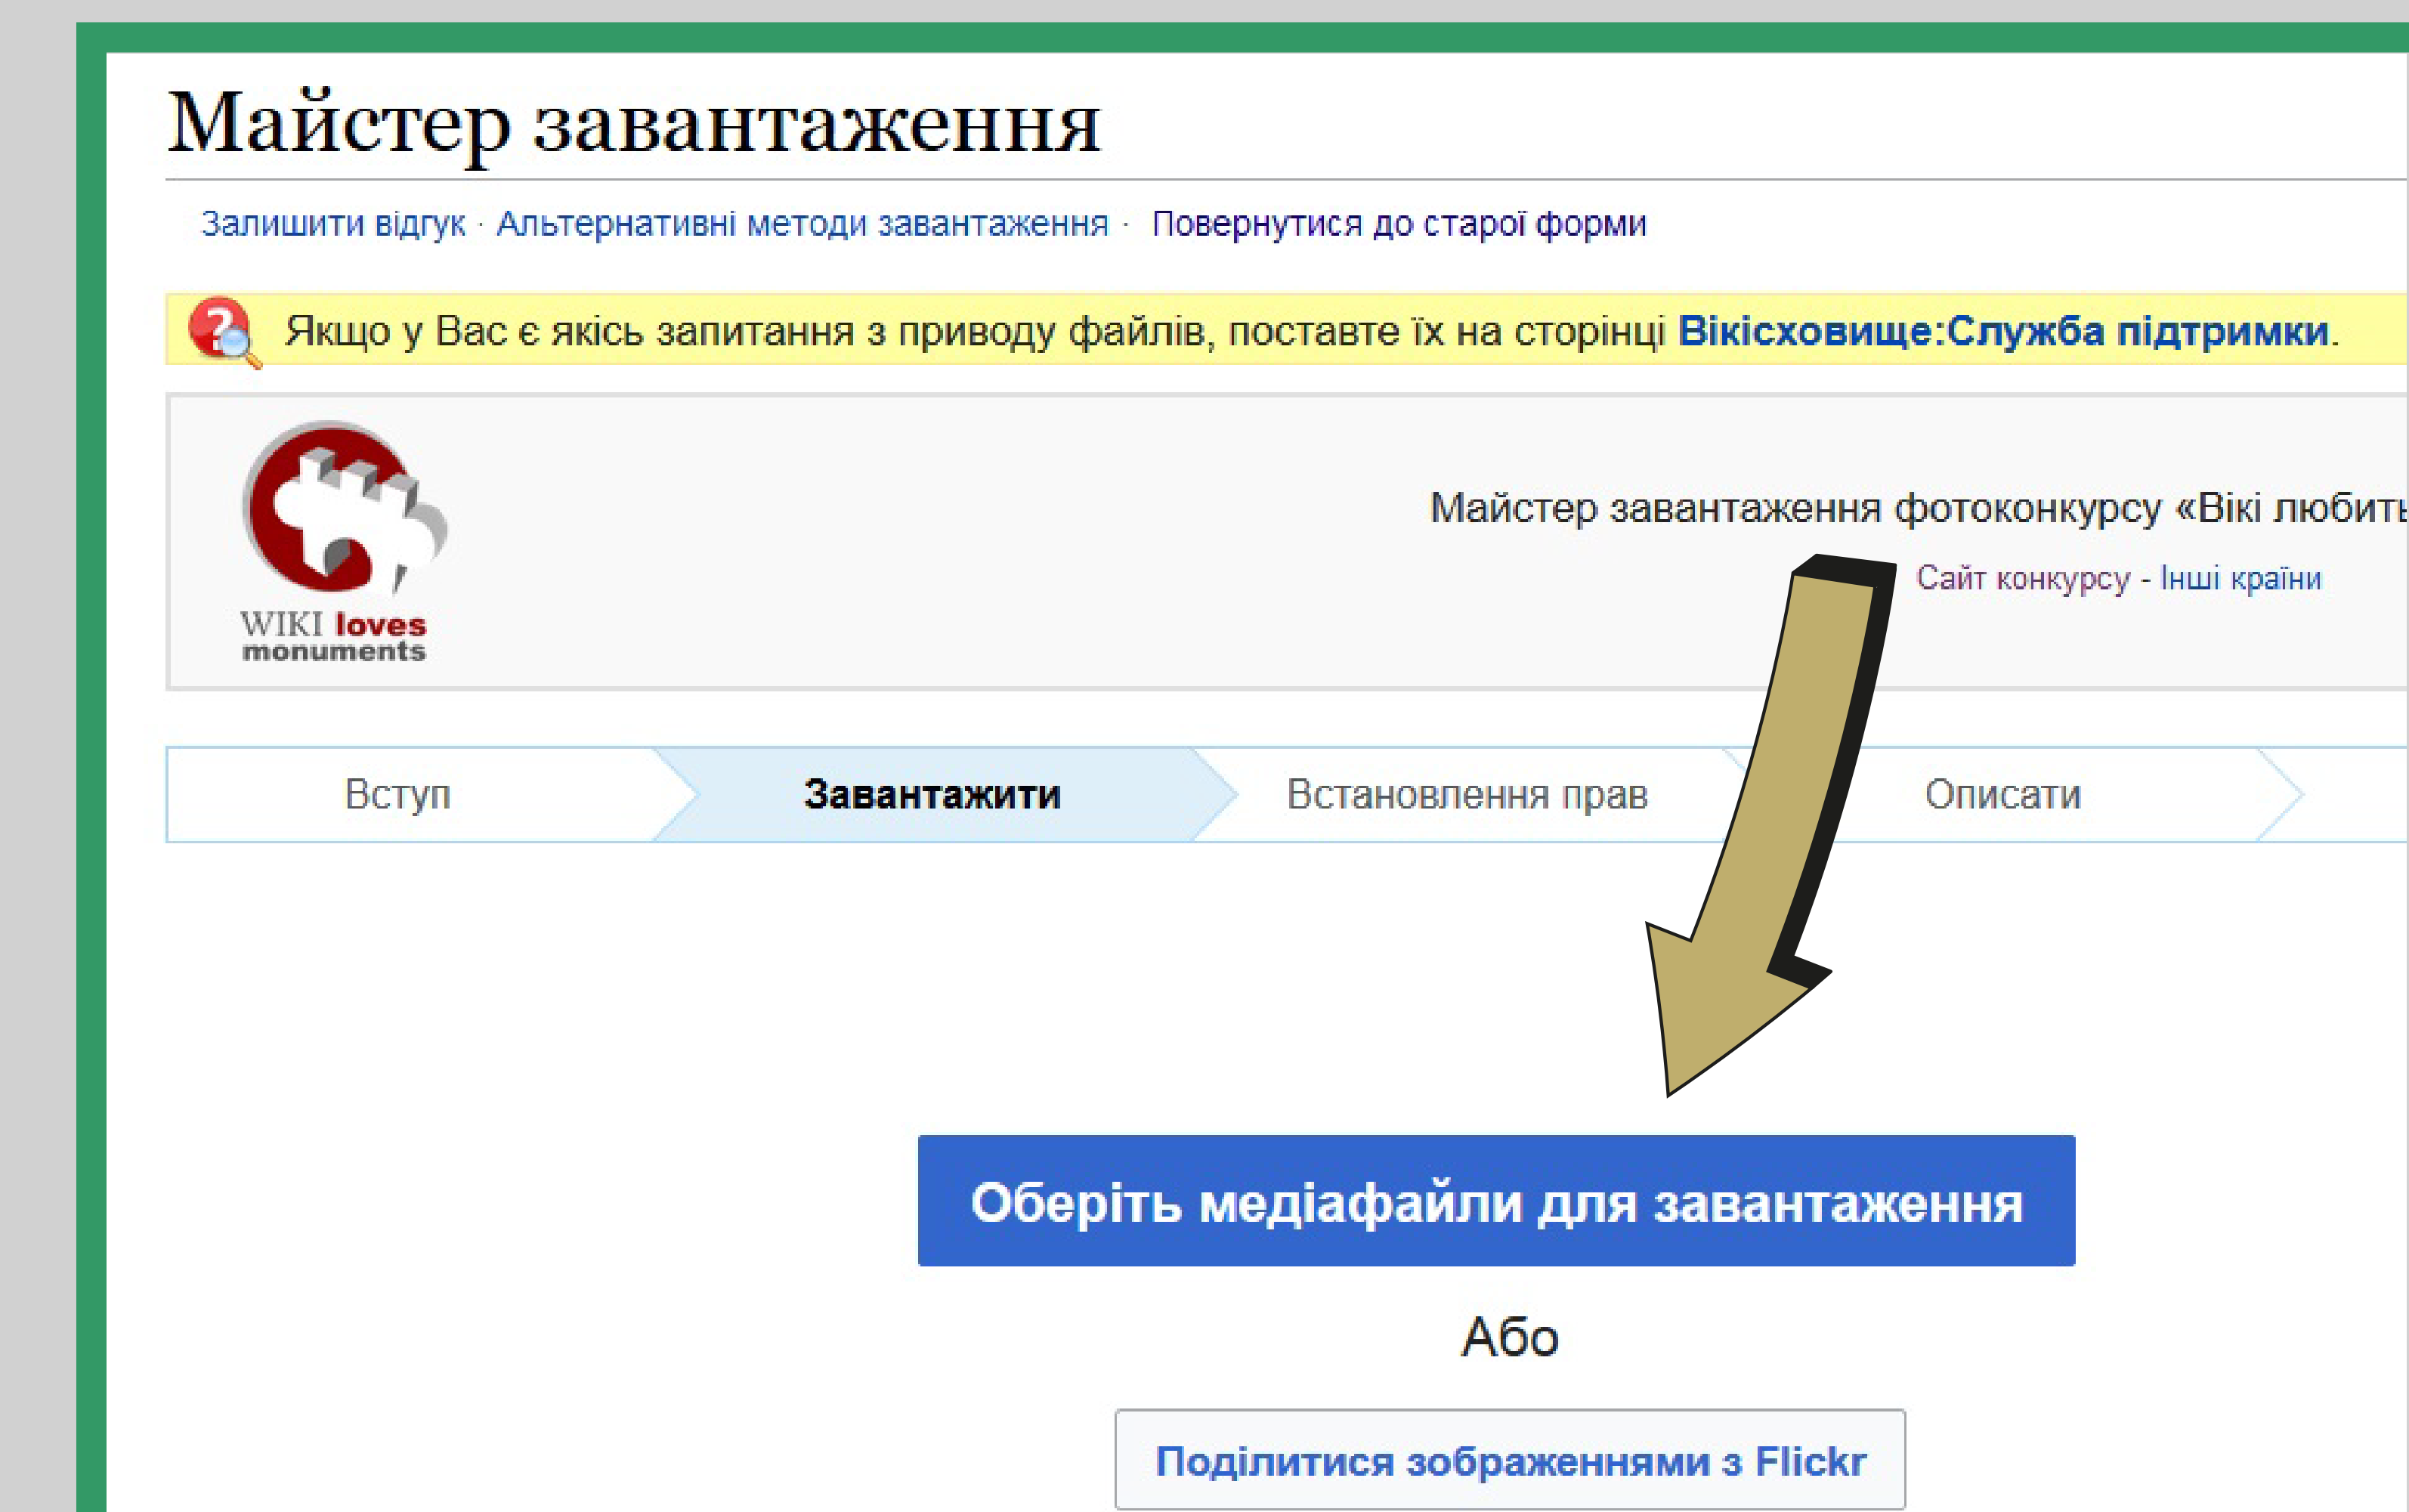 Майстер завантаження
Залишити відгук · Альтернативні методи завантаження · Повернутися до старої форми
Якщо у Вас є якісь запитання з приводу файлів, поставте їх на сторінці Вікісховище:Служба підтримки.
Майстер завантаження фотоконкурсу «Вікі любить
Сайт конкурсу - Інші країни
WIKI loves
monuments
Вступ Завантажити Встановлення прав Описати
Оберіть медіафайли для завантаження
Або
Поділитися зображеннями з Flickr